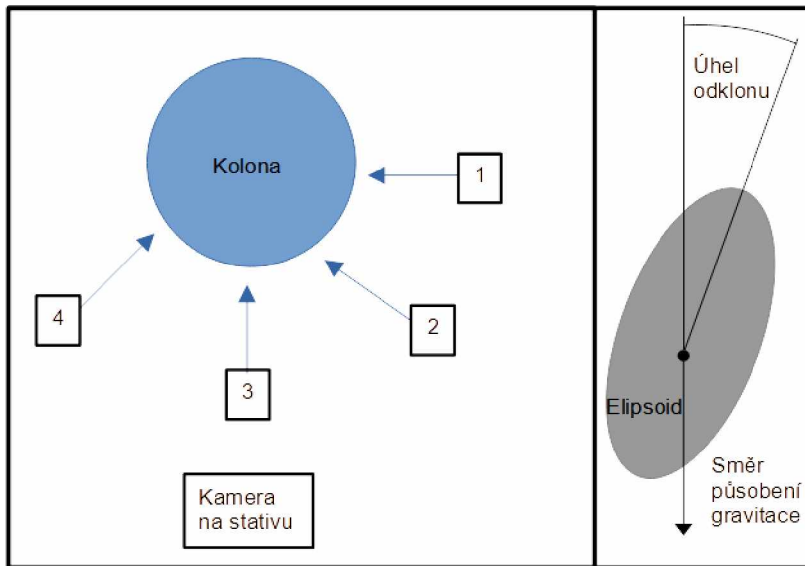 Kolona
1
2
3
4
Kamera
na stativu
Úhel
odklonu
Elipsoid
Směr
působení
gravitace